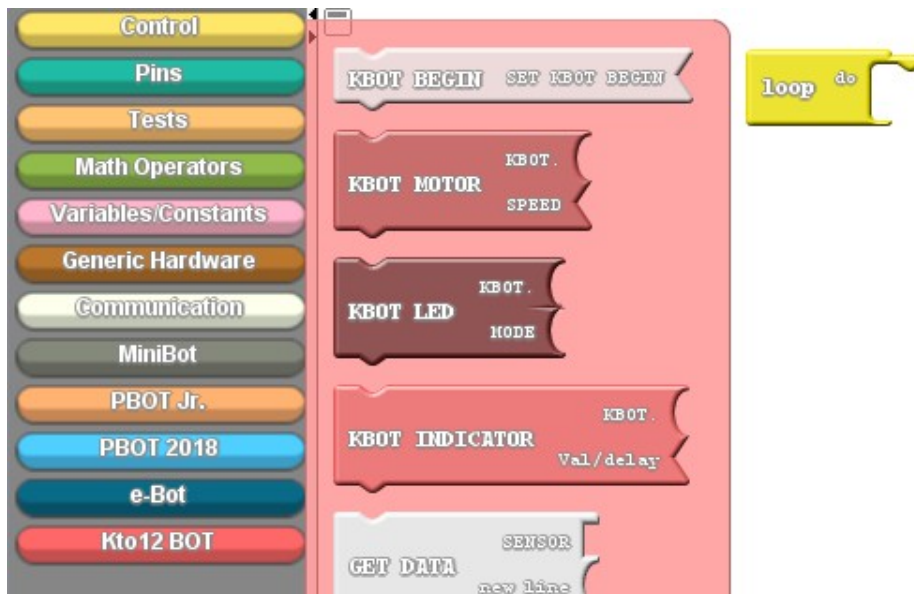 Control
Pins
Tests
Math Operators
Variables/Constants
Generic Hardware
Communication
MiniBot
PBOT Jr.
PBOT 2018
e-Bot
Kto12 BOT
KBOT BEGIN SET KBOT BEGIN
KBOT MOTOR
KBOT.
SPEED
KBOT LED
KBOT.
MODE
KBOT INDICATOR
KBOT.
Val/delay
GET DATA
SENSOR
new line
loop do